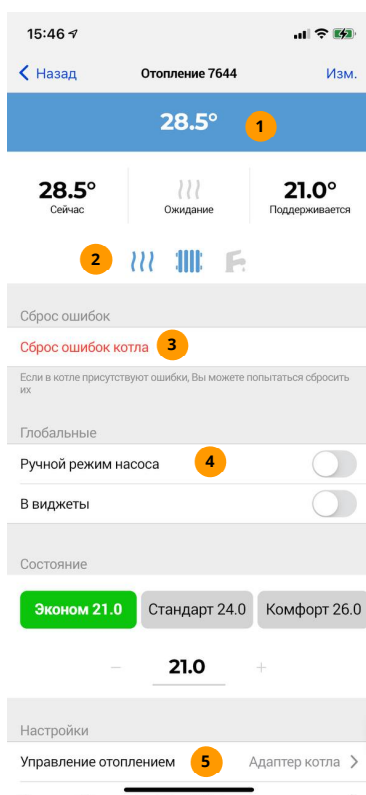 15:46
Назад Отопление 7644 Изм.
28.5° 1
28.5° 21.0°
Сейчас Ожидание Поддерживается
2
Сброс ошибок
Сброс ошибок котла 3
Если в котле присутствуют ошибки, Вы можете попытаться сбросить
их
Глобальные
Ручной режим насоса 4
В виджеты
Состояние
Эконом 21.0 Стандарт 24.0 Комфорт 26.0
− 21.0 +
Настройки
Управление отоплением 5 Адаптер котла